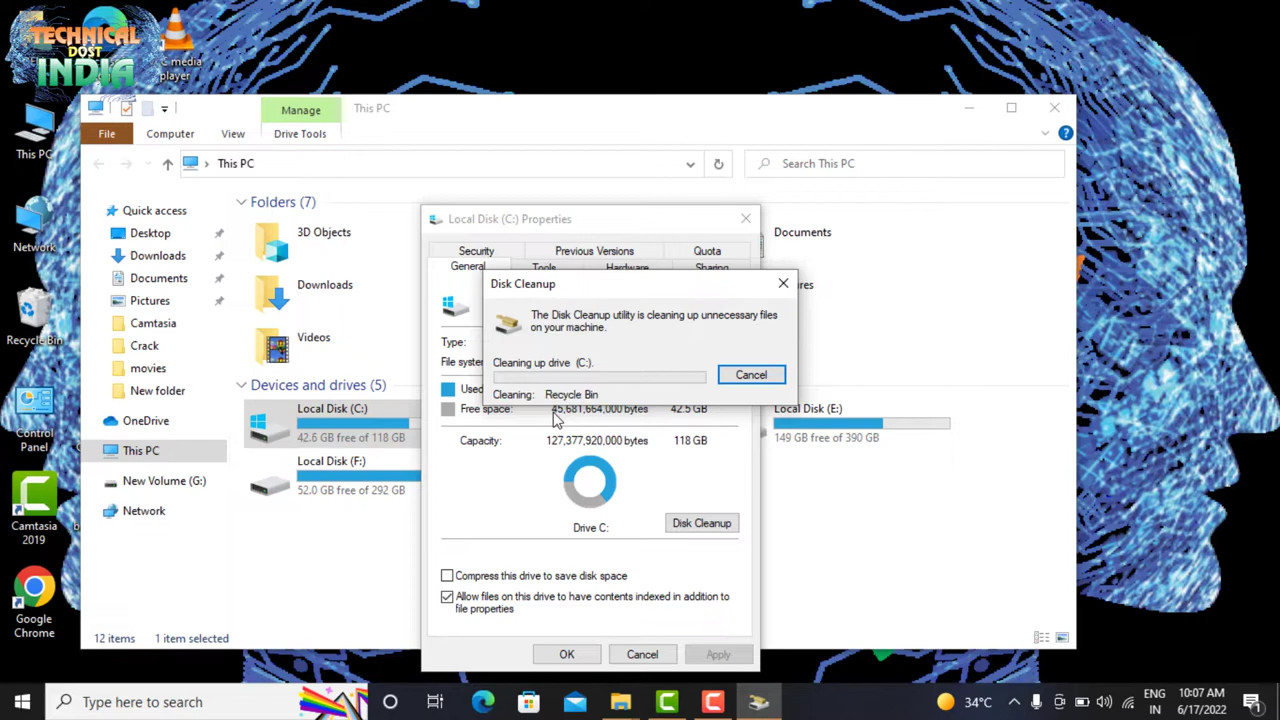 TECHNICAL
DOST
INDIA
C media
player
This PC
Network
Recycle Bin
Control
Panel
Camtasia
2019
Google
Chrome
Manage
This PC
File
Computer
View
Drive Tools
This PC
Search This PC
Quick access
Desktop
Downloads
Documents
Pictures
Camtasia
Crack
movies
New folder
OneDrive
This PC
New Volume (G:)
Network
Folders (7)
3D Objects
Documents
Downloads
Videos
Devices and drives (5)
Local Disk (C:)
42.6 GB free of 118 GB
Local Disk (F:)
52.0 GB free of 292 GB
Local Disk (E:)
149 GB free of 390 GB
12 items
1 item selected
Local Disk (C:) Properties
Security
Previous Versions
Quota
General
Tools
Hardware
Sharing
Type:
File system
Used
Free space:
45,681,664,000 bytes
42.5 GB
Capacity:
127,377,920,000 bytes
118 GB
Drive C:
Disk Cleanup
Compress this drive to save disk space
Allow files on this drive to have contents indexed in addition to
file properties
OK
Cancel
Apply
Disk Cleanup
The Disk Cleanup utility is cleaning up unnecessary files
on your machine.
Cleaning up drive (C:).
Cancel
Cleaning: Recycle Bin
Type here to search
34°C
ENG
IN
10:07 AM
6/17/2022
1